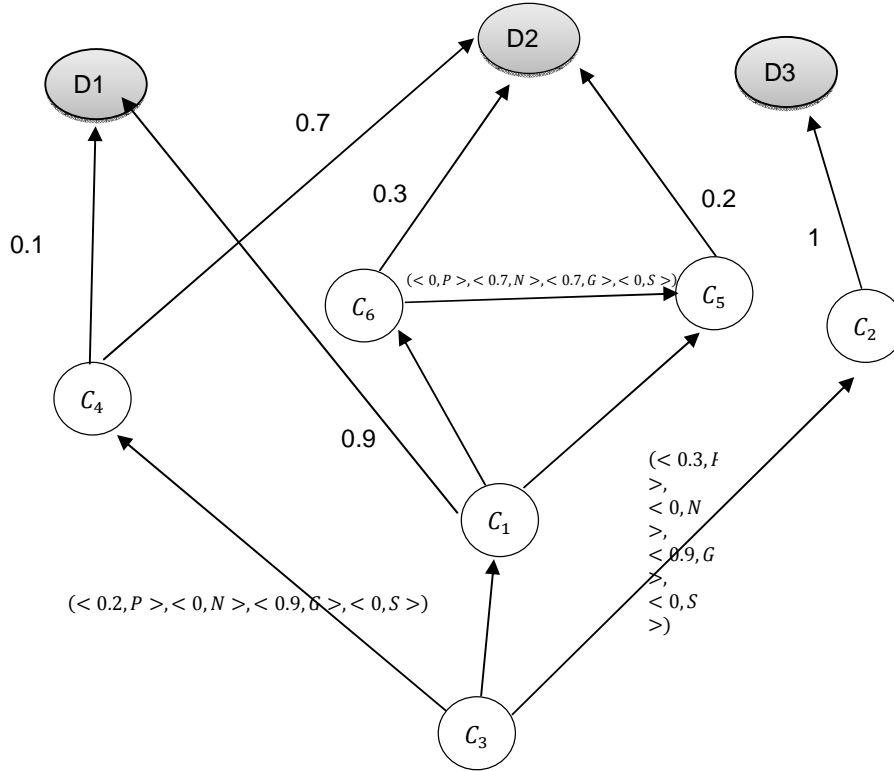 D2
D1
D3
0.7
0.3
0.2
0.1
1
(< 0, P >, < 0.7, N >, < 0.7, G >, < 0, S >)
C₆
C₅
C₂
C₄
0.9
(< 0.3, P
>,
< 0, N
>,
< 0.9, G
>,
< 0, S
>)
C₁
(< 0.2, P >, < 0, N >, < 0.9, G >, < 0, S >)
C₃